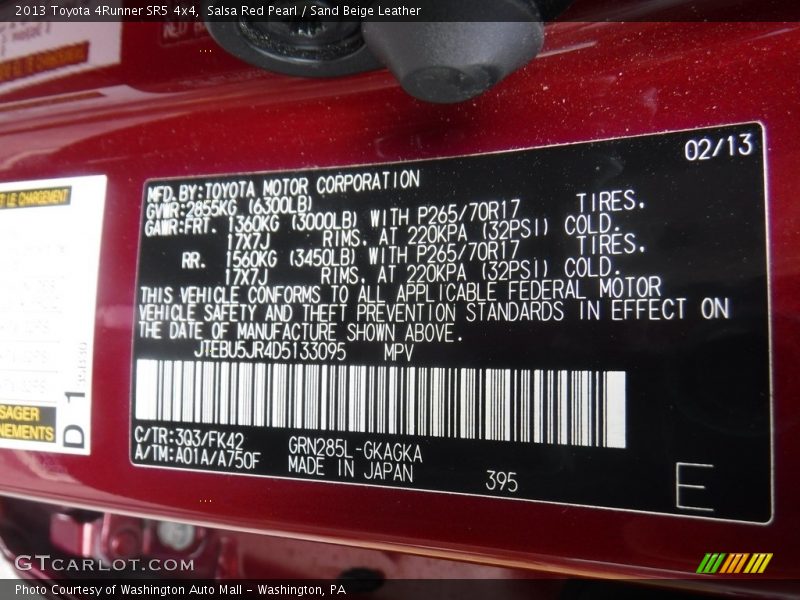 2013 Toyota 4Runner SR5 4x4, Salsa Red Pearl / Sand Beige Leather
02/13
MFD.BY:TOYOTA MOTOR CORPORATION
GVWR:2855KG (6300LB)
GAWR:FRT. 1360KG (3000LB) WITH P265/70R17 TIRES.
17X7J RIMS. AT 220KPA (32PSI) COLD.
RR. 1560KG (3450LB) WITH P265/70R17 TIRES.
17X7J RIMS. AT 220KPA (32PSI) COLD.
THIS VEHICLE CONFORMS TO ALL APPLICABLE FEDERAL MOTOR
VEHICLE SAFETY AND THEFT PREVENTION STANDARDS IN EFFECT ON
THE DATE OF MANUFACTURE SHOWN ABOVE.
JTEBU5JR4D5133095 MPV
C/TR:3Q3/FK42 GRN285L-GKAGKA
A/TM:A01A/A750F MADE IN JAPAN 395
E
LE CHARGEMENT
SAGER
NEMENTS
D 1
GTCARLOT.COM
Photo Courtesy of Washington Auto Mall - Washington, PA